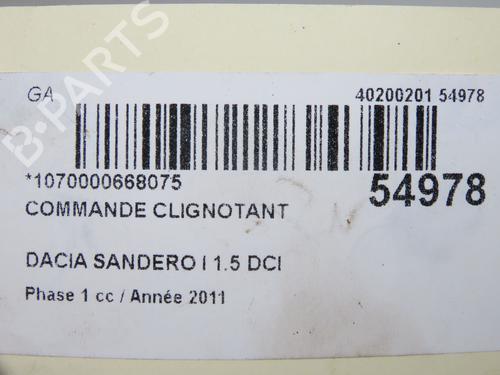 GA
40200201 54978
*1070000668075
54978
COMMANDE CLIGNOTANT
DACIA SANDERO I 1.5 DCI
Phase 1 cc / Année 2011
B-PARTS